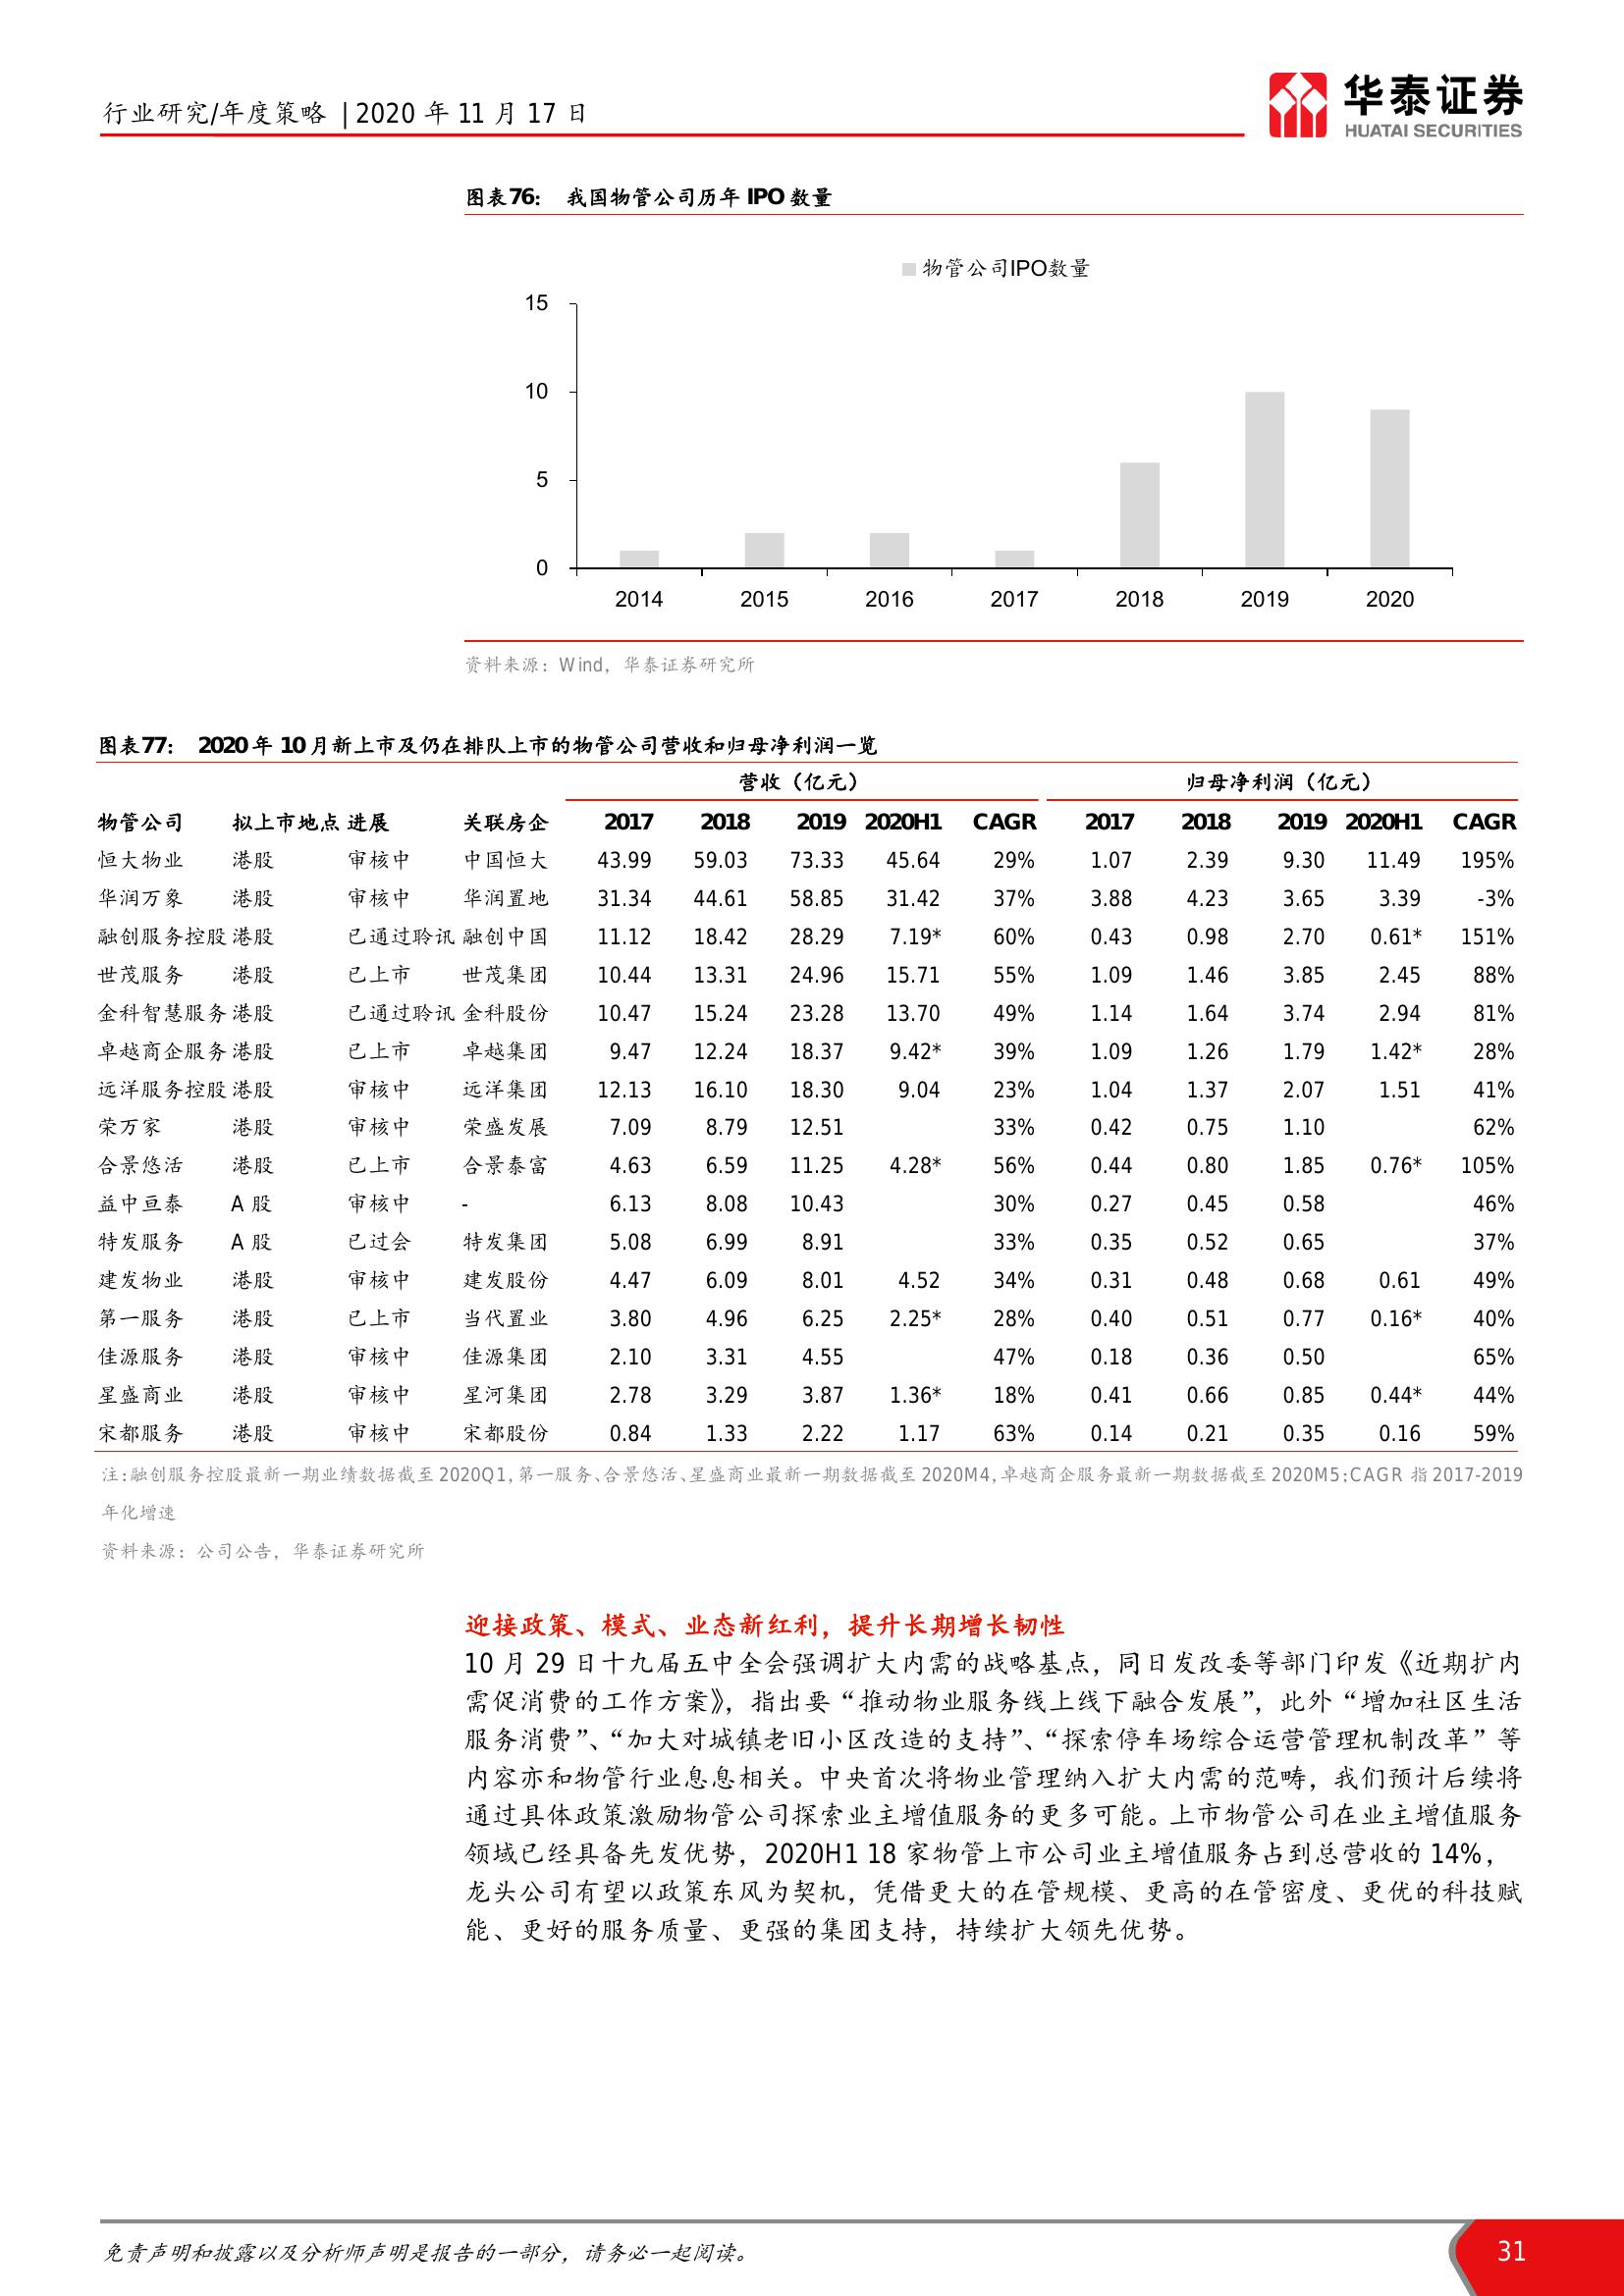 行业研究/年度策略 | 2020 年 11 月 17 日
华泰证券
HUATAI SECURITIES
图表76： 我国物管公司历年 IPO 数量
物管公司IPO数量
15
10
5
0
2014 2015 2016 2017 2018 2019 2020
资料来源：Wind，华泰证券研究所
图表77： 2020 年 10 月新上市及仍在排队上市的物管公司营收和归母净利润一览
营收（亿元） 归母净利润（亿元）
物管公司 拟上市地点 进展 关联房企 2017 2018 2019 2020H1 CAGR 2017 2018 2019 2020H1 CAGR
恒大物业 港股 审核中 中国恒大 43.99 59.03 73.33 45.64 29% 1.07 2.39 9.30 11.49 195%
华润万象 港股 审核中 华润置地 31.34 44.61 58.85 31.42 37% 3.88 4.23 3.65 3.39 -3%
融创服务控股 港股 已通过聆讯 融创中国 11.12 18.42 28.29 7.19* 60% 0.43 0.98 2.70 0.61* 151%
世茂服务 港股 已上市 世茂集团 10.44 13.31 24.96 15.71 55% 1.09 1.46 3.85 2.45 88%
金科智慧服务 港股 已通过聆讯 金科股份 10.47 15.24 23.28 13.70 49% 1.14 1.64 3.74 2.94 81%
卓越商企服务 港股 已上市 卓越集团 9.47 12.24 18.37 9.42* 39% 1.09 1.26 1.79 1.42* 28%
远洋服务控股 港股 审核中 远洋集团 12.13 16.10 18.30 9.04 23% 1.04 1.37 2.07 1.51 41%
荣万家 港股 审核中 荣盛发展 7.09 8.79 12.51 33% 0.42 0.75 1.10 62%
合景悠活 港股 已上市 合景泰富 4.63 6.59 11.25 4.28* 56% 0.44 0.80 1.85 0.76* 105%
益中亘泰 A 股 审核中 - 6.13 8.08 10.43 30% 0.27 0.45 0.58 46%
特发服务 A 股 已过会 特发集团 5.08 6.99 8.91 33% 0.35 0.52 0.65 37%
建发物业 港股 审核中 建发股份 4.47 6.09 8.01 4.52 34% 0.31 0.48 0.68 0.61 49%
第一服务 港股 已上市 当代置业 3.80 4.96 6.25 2.25* 28% 0.40 0.51 0.77 0.16* 40%
佳源服务 港股 审核中 佳源集团 2.10 3.31 4.55 47% 0.18 0.36 0.50 65%
星盛商业 港股 审核中 星河集团 2.78 3.29 3.87 1.36* 18% 0.41 0.66 0.85 0.44* 44%
宋都服务 港股 审核中 宋都股份 0.84 1.33 2.22 1.17 63% 0.14 0.21 0.35 0.16 59%
注：融创服务控股最新一期业绩数据截至 2020Q1，第一服务、合景悠活、星盛商业最新一期数据截至 2020M4，卓越商企服务最新一期数据截至 2020M5；CAGR 指 2017-2019
年化增速
资料来源：公司公告，华泰证券研究所
迎接政策、模式、业态新红利，提升长期增长韧性
10 月 29 日十九届五中全会强调扩大内需的战略基点，同日发改委等部门印发《近期扩内
需促消费的工作方案》，指出要“推动物业服务线上线下融合发展”，此外“增加社区生活
服务消费”、“加大对城镇老旧小区改造的支持”、“探索停车场综合运营管理机制改革”等
内容亦和物管行业息息相关。中央首次将物业管理纳入扩大内需的范畴，我们预计后续将
通过具体政策激励物管公司探索业主增值服务的更多可能。上市物管公司在业主增值服务
领域已经具备先发优势，2020H1 18 家物管上市公司业主增值服务占到总营收的 14%，
龙头公司有望以政策东风为契机，凭借更大的在管规模、更高的在管密度、更优的科技赋
能、更好的服务质量、更强的集团支持，持续扩大领先优势。
免责声明和披露以及分析师声明是报告的一部分，请务必一起阅读。
31